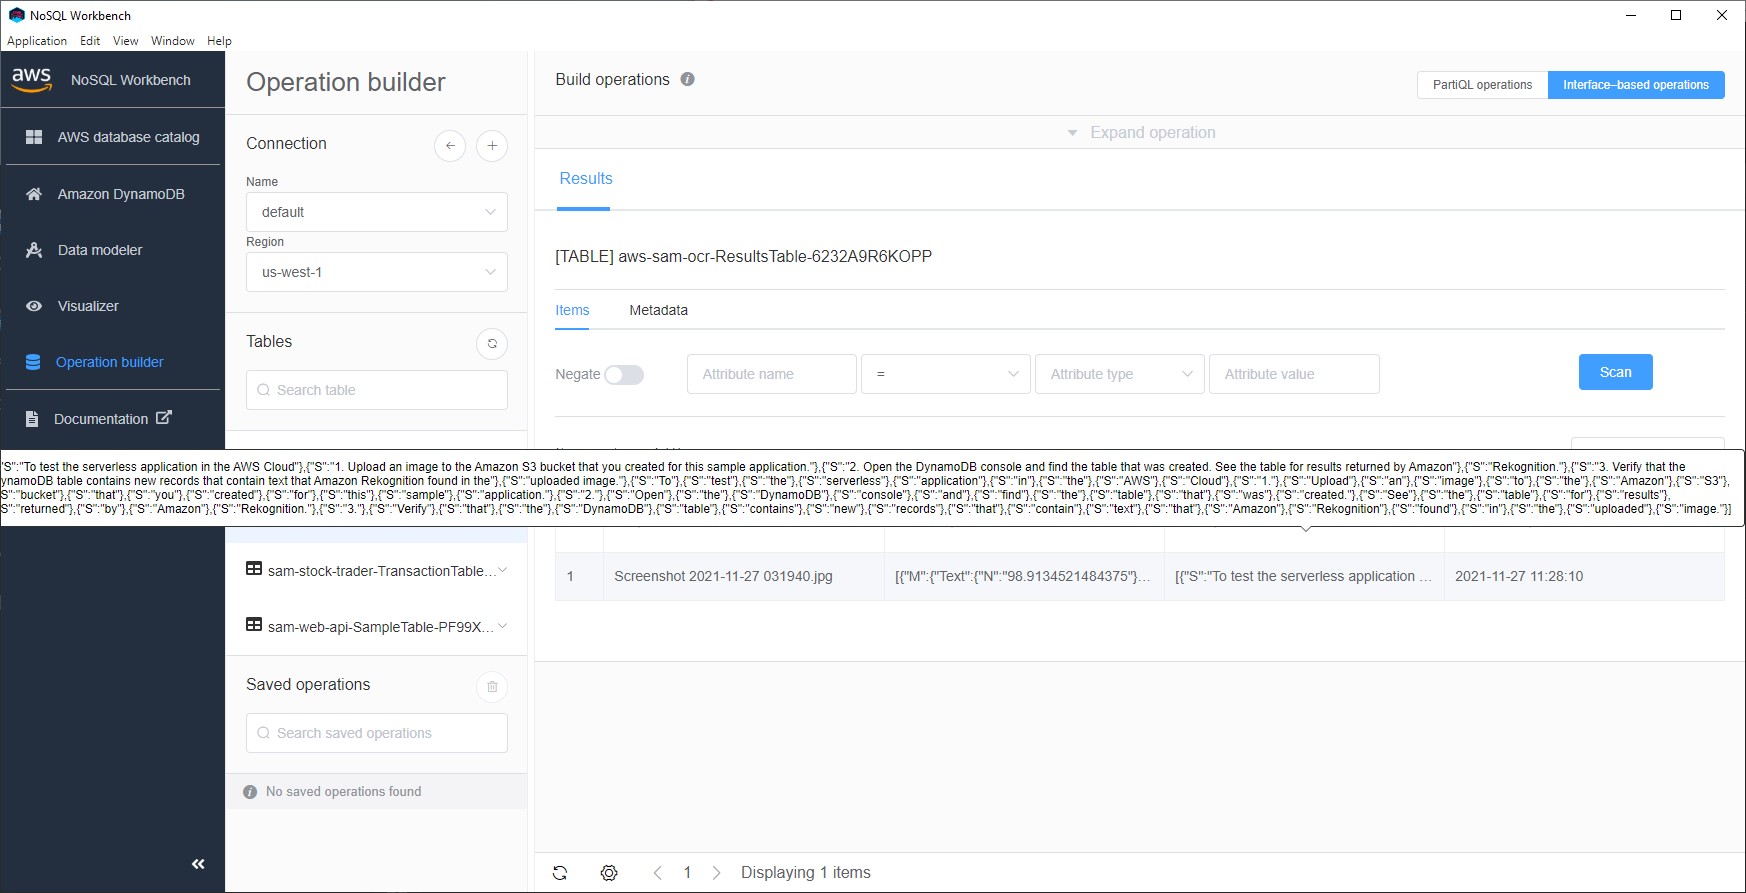 NoSQL Workbench
Application Edit View Window Help
aws NoSQL Workbench
AWS database catalog
Amazon DynamoDB
Data modeler
Visualizer
Operation builder
Documentation
Operation builder
Connection
Name
default
Region
us-west-1
Tables
Search table
Build operations
PartiQL operations
Interface–based operations
Expand operation
Results
[TABLE] aws-sam-ocr-ResultsTable-6232A9R6KOPP
Items Metadata
Negate Attribute name = Attribute type Attribute value Scan
"S":"To test the serverless application in the AWS Cloud"},{"S":"1. Upload an image to the Amazon S3 bucket that you created for this sample application."},{"S":"2. Open the DynamoDB console and find the table that was created. See the table for results returned by Amazon"},{"S":"Rekognition."},{"S":"3. Verify that the
ynamoDB table contains new records that contain text that Amazon Rekognition found in the"},{"S":"uploaded image."},{"S":"To"},{"S":"test"},{"S":"the"},{"S":"serverless"},{"S":"application"},{"S":"in"},{"S":"the"},{"S":"AWS"},{"S":"Cloud"},{"S":"1."},{"S":"Upload"},{"S":"an"},{"S":"image"},{"S":"to"},{"S":"the"},{"S":"Amazon"},{"S":"S3"},
S":"bucket"},{"S":"that"},{"S":"you"},{"S":"created"},{"S":"for"},{"S":"this"},{"S":"sample"},{"S":"application."},{"S":"2."},{"S":"Open"},{"S":"the"},{"S":"DynamoDB"},{"S":"console"},{"S":"and"},{"S":"find"},{"S":"the"},{"S":"table"},{"S":"that"},{"S":"was"},{"S":"created."},{"S":"See"},{"S":"the"},{"S":"table"},{"S":"for"},{"S":"results"},
S":"returned"},{"S":"by"},{"S":"Amazon"},{"S":"Rekognition."},{"S":"3."},{"S":"Verify"},{"S":"that"},{"S":"the"},{"S":"DynamoDB"},{"S":"table"},{"S":"contains"},{"S":"new"},{"S":"records"},{"S":"that"},{"S":"contain"},{"S":"text"},{"S":"that"},{"S":"Amazon"},{"S":"Rekognition"},{"S":"found"},{"S":"in"},{"S":"the"},{"S":"uploaded"},{"S":"image."}]
1 Screenshot 2021-11-27 031940.jpg [{"M":{"Text":{"N":"98.9134521484375"}... [{"S":"To test the serverless application ... 2021-11-27 11:28:10
sam-stock-trader-TransactionTable...
sam-web-api-SampleTable-PF99X...
Saved operations
Search saved operations
No saved operations found
1 Displaying 1 items